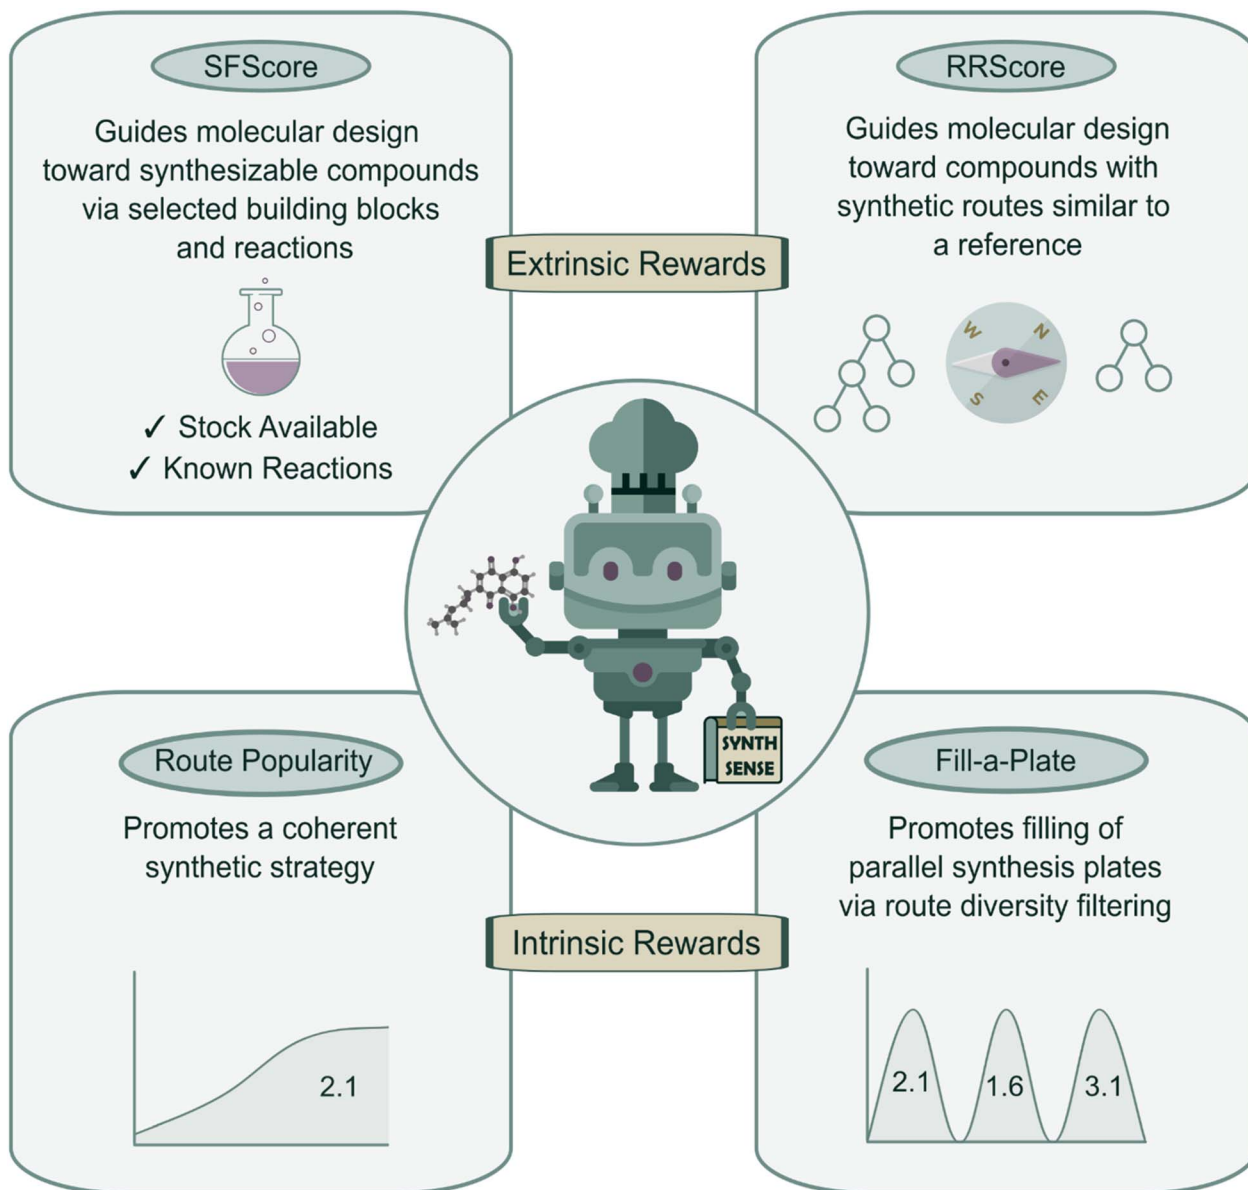 SFScore
Guides molecular design
toward synthesizable compounds
via selected building blocks
and reactions
✓ Stock Available
✓ Known Reactions
Extrinsic Rewards
RRScore
Guides molecular design
toward compounds with
synthetic routes similar to
a reference
W N
S E
SYNTH
SENSE
Route Popularity
Promotes a coherent
synthetic strategy
2.1
Intrinsic Rewards
Fill-a-Plate
Promotes filling of
parallel synthesis plates
via route diversity filtering
2.1 1.6 3.1